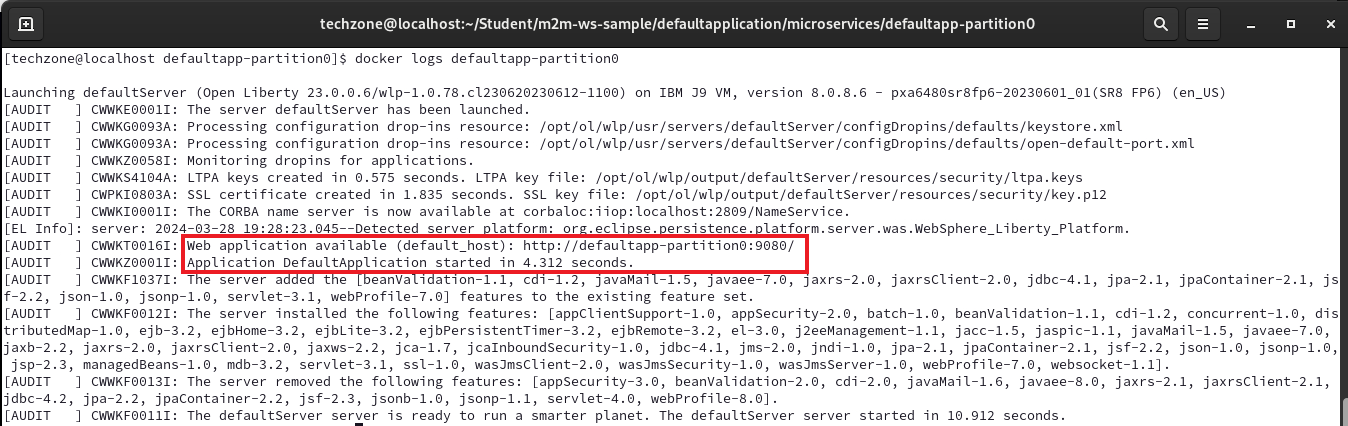 techzone@localhost:~/Student/m2m-ws-sample/defaultapplication/microservices/defaultapp-partition0
[techzone@localhost defaultapp-partition0]$ docker logs defaultapp-partition0
Launching defaultServer (Open Liberty 23.0.0.6/wlp-1.0.78.cl230620230612-1100) on IBM J9 VM, version 8.0.8.6 - pxa6480sr8fp6-20230601_01(SR8 FP6) (en_US)
[AUDIT   ] CWWKE0001I: The server defaultServer has been launched.
[AUDIT   ] CWWKG0093A: Processing configuration drop-ins resource: /opt/ol/wlp/usr/servers/defaultServer/configDropins/defaults/keystore.xml
[AUDIT   ] CWWKG0093A: Processing configuration drop-ins resource: /opt/ol/wlp/usr/servers/defaultServer/configDropins/defaults/open-default-port.xml
[AUDIT   ] CWWKZ0058I: Monitoring dropins for applications.
[AUDIT   ] CWWKS4104A: LTPA keys created in 0.575 seconds. LTPA key file: /opt/ol/wlp/output/defaultServer/resources/security/ltpa.keys
[AUDIT   ] CWPKI0803A: SSL certificate created in 1.835 seconds. SSL key file: /opt/ol/wlp/output/defaultServer/resources/security/key.p12
[AUDIT   ] CWWKI0001I: The CORBA name server is now available at corbaloc:iiop:localhost:2809/NameService.
[EL Info]: server: 2024-03-28 19:28:23.045--Detected server platform: org.eclipse.persistence.platform.server.was.WebSphere_Liberty_Platform.
[AUDIT   ] CWWKT0016I: Web application available (default_host): http://defaultapp-partition0:9080/
[AUDIT   ] CWWKZ0001I: Application DefaultApplication started in 4.312 seconds.
[AUDIT   ] CWWKF1037I: The server added the [beanValidation-1.1, cdi-1.2, javaMail-1.5, javaee-7.0, jaxrs-2.0, jaxrsClient-2.0, jdbc-4.1, jpa-2.1, jpaContainer-2.1, js
f-2.2, json-1.0, jsonp-1.0, servlet-3.1, webProfile-7.0] features to the existing feature set.
[AUDIT   ] CWWKF0012I: The server installed the following features: [appClientSupport-1.0, appSecurity-2.0, batch-1.0, beanValidation-1.1, cdi-1.2, concurrent-1.0, dis
tributedMap-1.0, ejb-3.2, ejbHome-3.2, ejbLite-3.2, ejbPersistentTimer-3.2, ejbRemote-3.2, el-3.0, j2eeManagement-1.1, jacc-1.5, jaspic-1.1, javaMail-1.5, javaee-7.0,
jaxb-2.2, jaxrs-2.0, jaxrsClient-2.0, jaxws-2.2, jca-1.7, jcaInboundSecurity-1.0, jdbc-4.1, jms-2.0, jndi-1.0, jpa-2.1, jpaContainer-2.1, jsf-2.2, json-1.0, jsonp-1.0,
jsp-2.3, managedBeans-1.0, mdb-3.2, servlet-3.1, ssl-1.0, wasJmsClient-2.0, wasJmsSecurity-1.0, wasJmsServer-1.0, webProfile-7.0, websocket-1.1].
[AUDIT   ] CWWKF0013I: The server removed the following features: [appSecurity-3.0, beanValidation-2.0, cdi-2.0, javaMail-1.6, javaee-8.0, jaxrs-2.1, jaxrsClient-2.1,
jdbc-4.2, jpa-2.2, jpaContainer-2.2, jsf-2.3, jsonb-1.0, jsonp-1.1, servlet-4.0, webProfile-8.0].
[AUDIT   ] CWWKF0011I: The defaultServer server is ready to run a smarter planet. The defaultServer server started in 10.912 seconds.